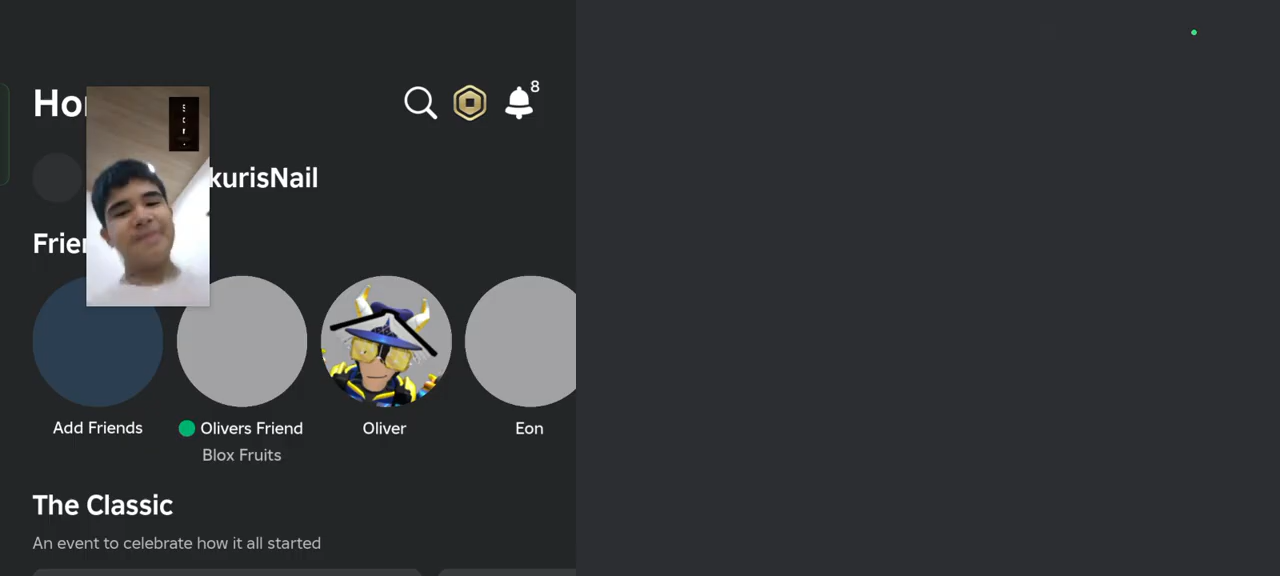 Ho
8
kurisNail
Frie
Add Friends
Olivers Friend
Oliver
Eon
Blox Fruits
The Classic
An event to celebrate how it all started